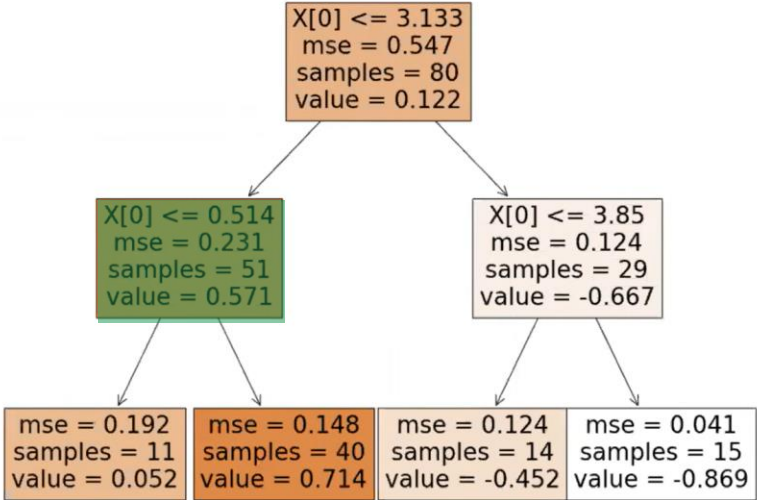 X[0] <= 3.133
mse = 0.547
samples = 80
value = 0.122
X[0] <= 0.514
mse = 0.231
samples = 51
value = 0.571
X[0] <= 3.85
mse = 0.124
samples = 29
value = -0.667
mse = 0.192
samples = 11
value = 0.052
mse = 0.148
samples = 40
value = 0.714
mse = 0.124
samples = 14
value = -0.452
mse = 0.041
samples = 15
value = -0.869